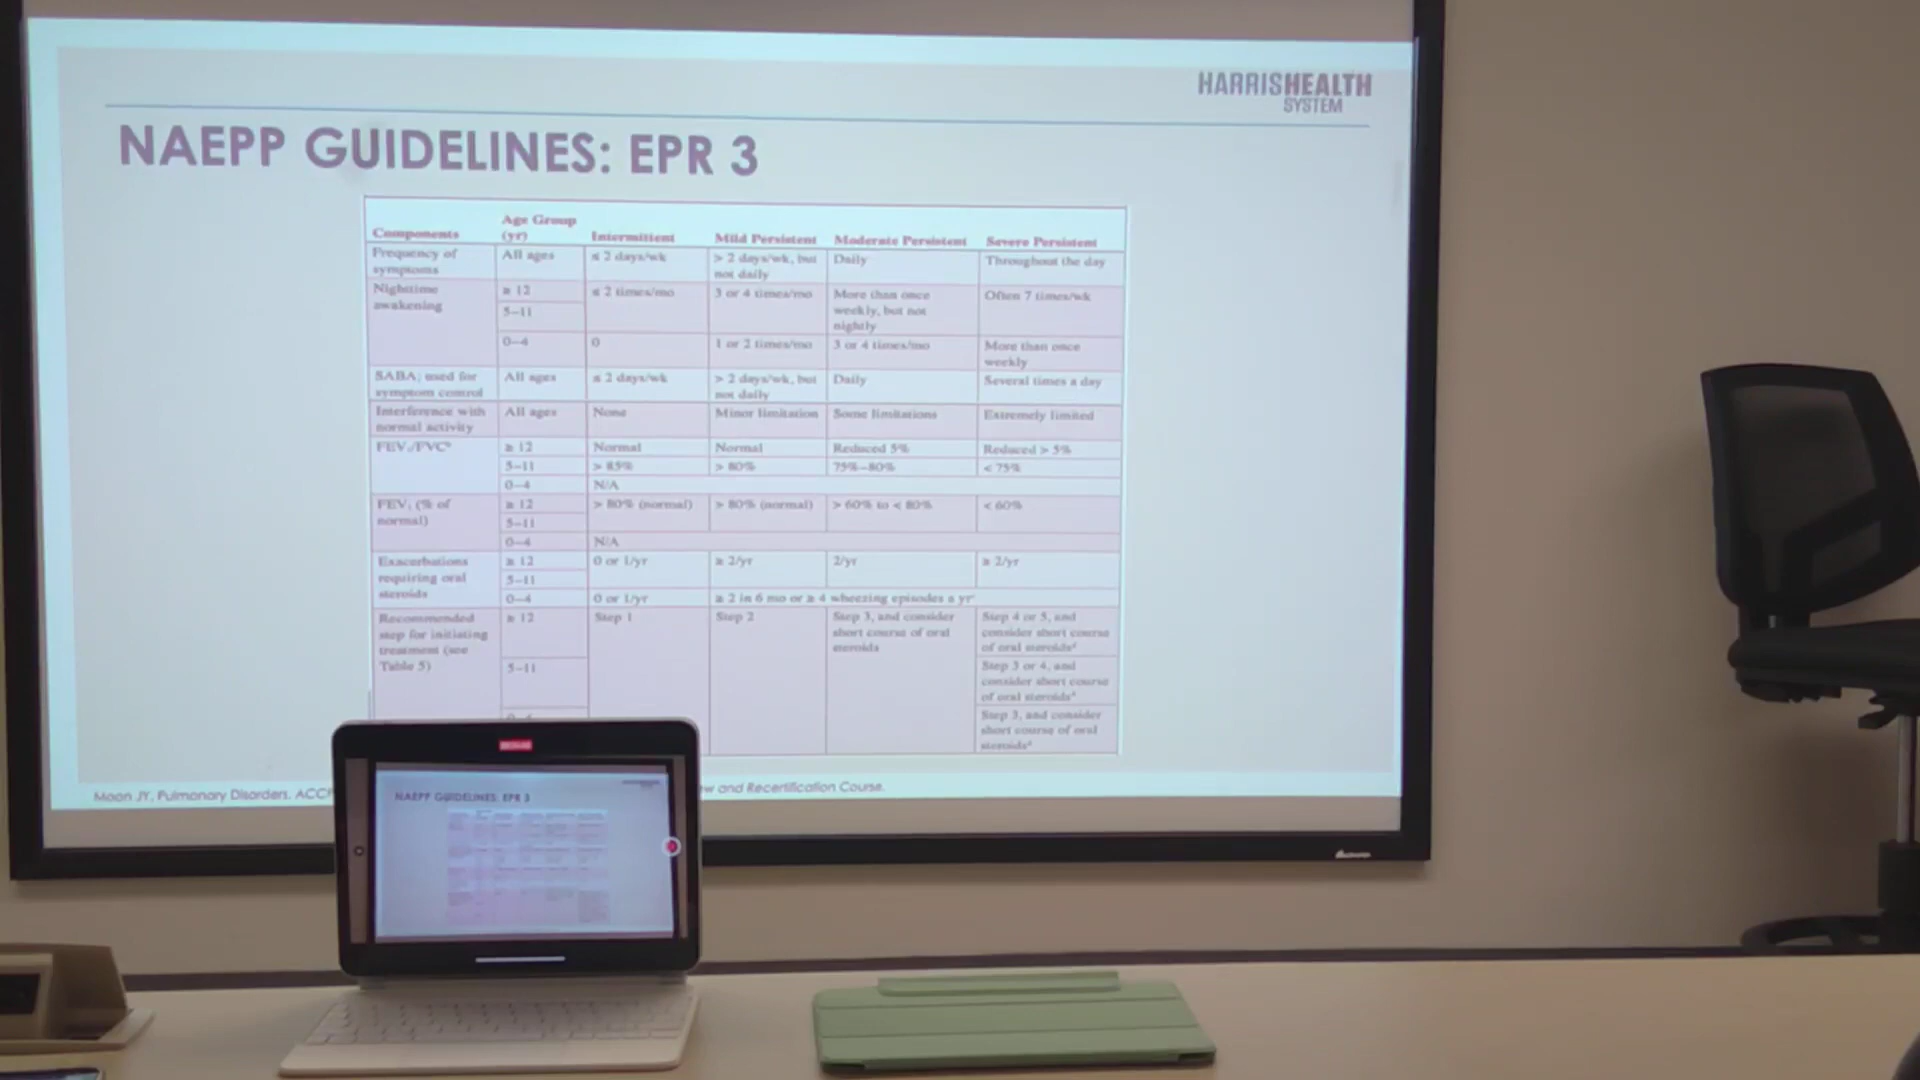 HARRISHEALTH
SYSTEM
NAEPP GUIDELINES: EPR 3
Components
Age Group
(yr)
Intermittent
Mild Persistent
Moderate Persistent
Severe Persistent
Frequency of
symptoms
All ages
≤ 2 days/wk
> 2 days/wk, but
not daily
Daily
Throughout the day
Nighttime
awakening
≥ 12
5–11
≤ 2 times/mo
3 or 4 times/mo
More than once
weekly, but not
nightly
Often 7 times/wk
0–4
0
1 or 2 times/mo
3 or 4 times/mo
More than once
weekly
SABA; used for
symptom control
All ages
≤ 2 days/wk
> 2 days/wk, but
not daily
Daily
Several times a day
Interference with
normal activity
All ages
None
Minor limitation
Some limitations
Extremely limited
FEV₁/FVCᵇ
≥ 12
Normal
Normal
Reduced 5%
Reduced > 5%
5–11
> 85%
> 80%
75%–80%
< 75%
0–4
N/A
FEV₁ (% of
normal)
≥ 12
5–11
> 80% (normal)
> 80% (normal)
> 60% to < 80%
< 60%
0–4
N/A
Exacerbations
requiring oral
steroids
≥ 12
5–11
0 or 1/yr
≥ 2/yr
2/yr
≥ 2/yr
0–4
0 or 1/yr
≥ 2 in 6 mo or ≥ 4 wheezing episodes a yr
Recommended
step for initiating
treatment (see
Table 5)
≥ 12
Step 1
Step 2
Step 3, and consider
short course of oral
steroids
Step 4 or 5, and
consider short course
of oral steroids
5–11
Step 3 or 4, and
consider short course
of oral steroids
Step 3, and consider
short course of oral
steroids
Moon JY, Pulmonary Disorders. ACCP
and Recertification Course.
NAEPP GUIDELINES: EPR 3